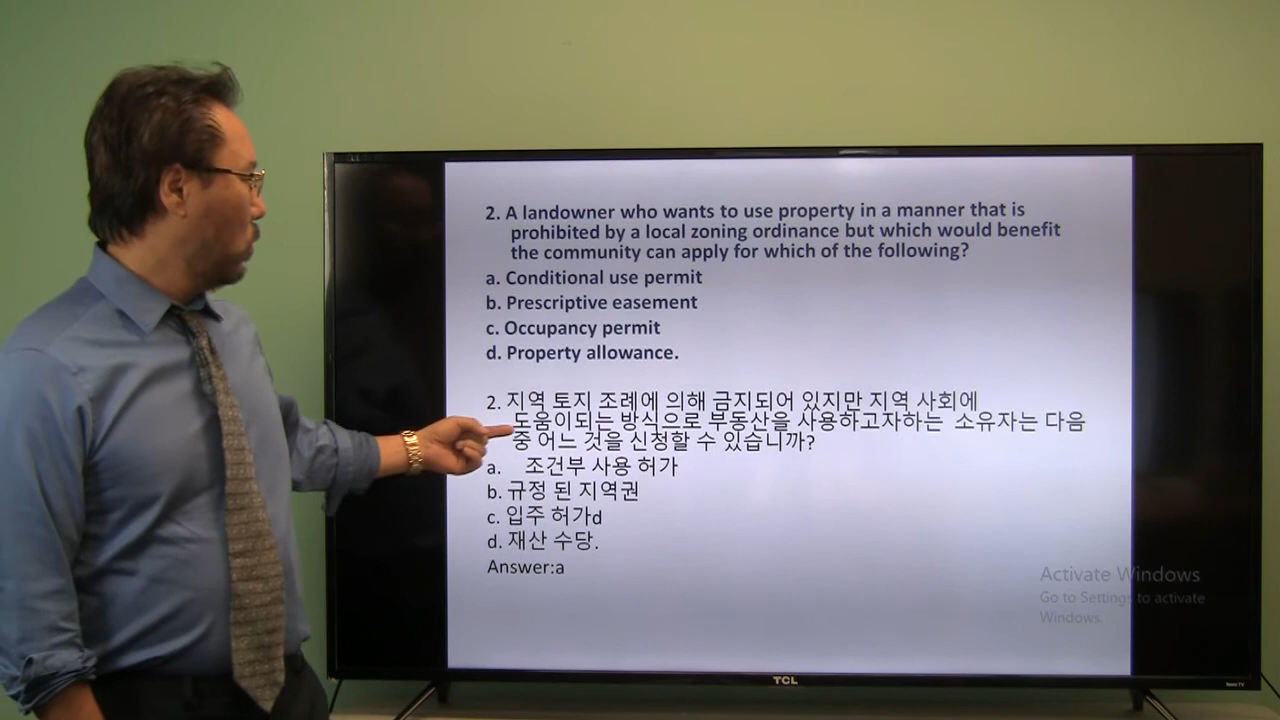 2. A landowner who wants to use property in a manner that is
prohibited by a local zoning ordinance but which would benefit
the community can apply for which of the following?
a. Conditional use permit
b. Prescriptive easement
c. Occupancy permit
d. Property allowance.
2. 지역 토지 조례에 의해 금지되어 있지만 지역 사회에
도움이되는 방식으로 부동산을 사용하고자하는 소유자는 다음
중 어느 것을 신청할 수 있습니까?
a. 조건부 사용 허가
b. 규정 된 지역권
c. 입주 허가d
d. 재산 수당.
Answer:a
Activate Windows
Go to Settings to activate
Windows.
TCL
Roku TV